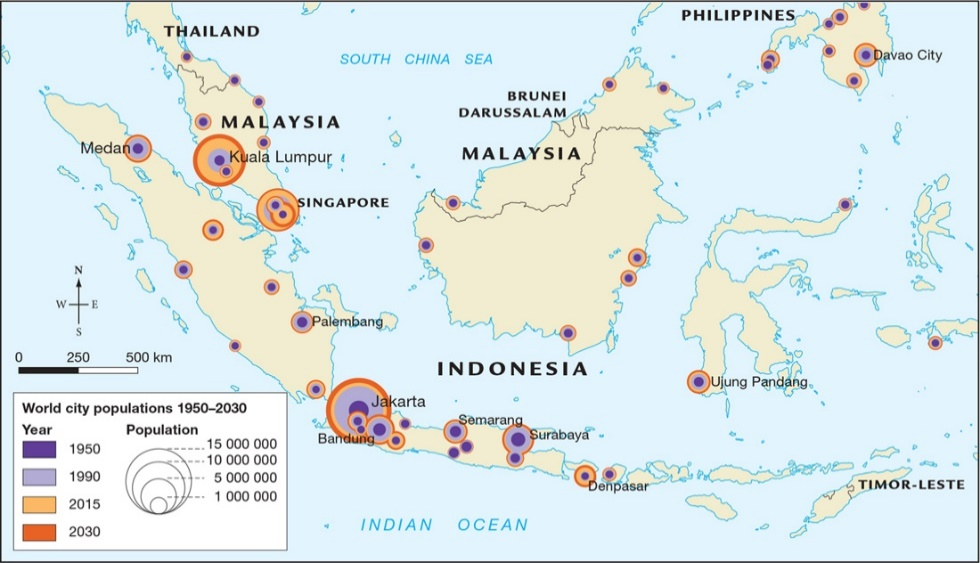 PHILIPPINES
THAILAND
SOUTH CHINA SEA
Davao City
BRUNEI
DARUSSALAM
MALAYSIA
Medan
Kuala Lumpur
MALAYSIA
SINGAPORE
N
W E
S
Palembang
0 250 500 km
INDONESIA
Ujung Pandang
Jakarta
Semarang
Bandung
Surabaya
Denpasar
TIMOR-LESTE
INDIAN OCEAN
World city populations 1950–2030
Year
1950
1990
2015
2030
Population
15 000 000
10 000 000
5 000 000
1 000 000